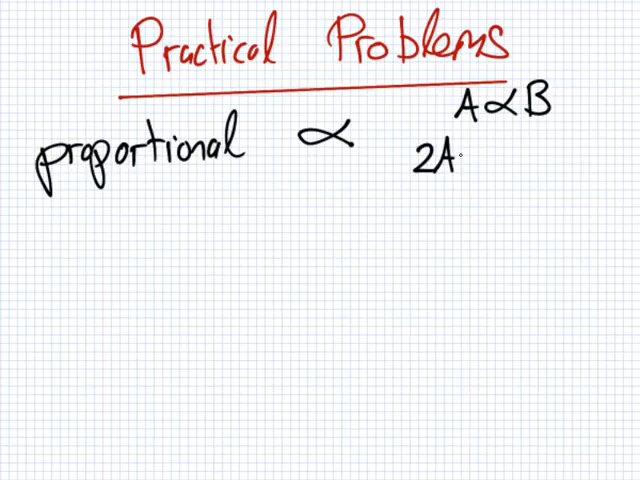 Practical Problems
A ∝ B
proportional ∝
2A